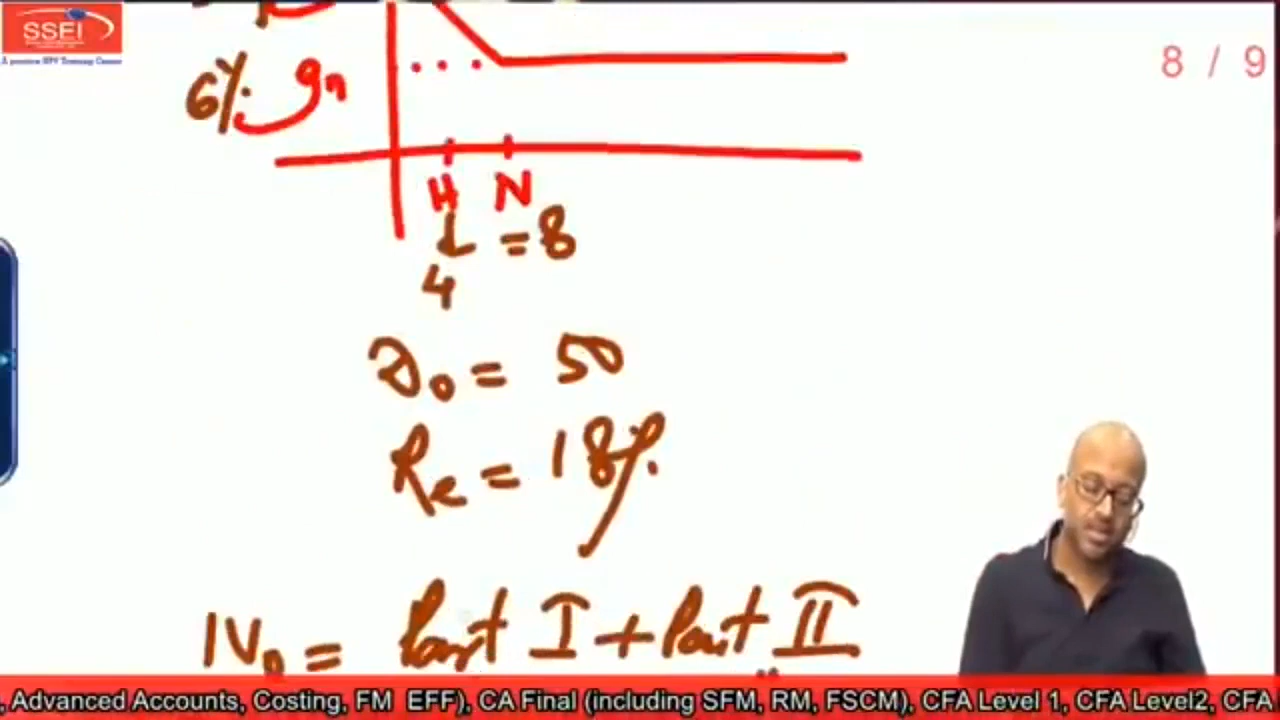 SSEI
8 / 9
6% gn
H N
↓ = 8
4
D0 = 50
Ke = 18%
IV0 = Part I + Part II
, Advanced Accounts, Costing, FM EFF), CA Final (including SFM, RM, FSCM), CFA Level 1, CFA Level2, CFA